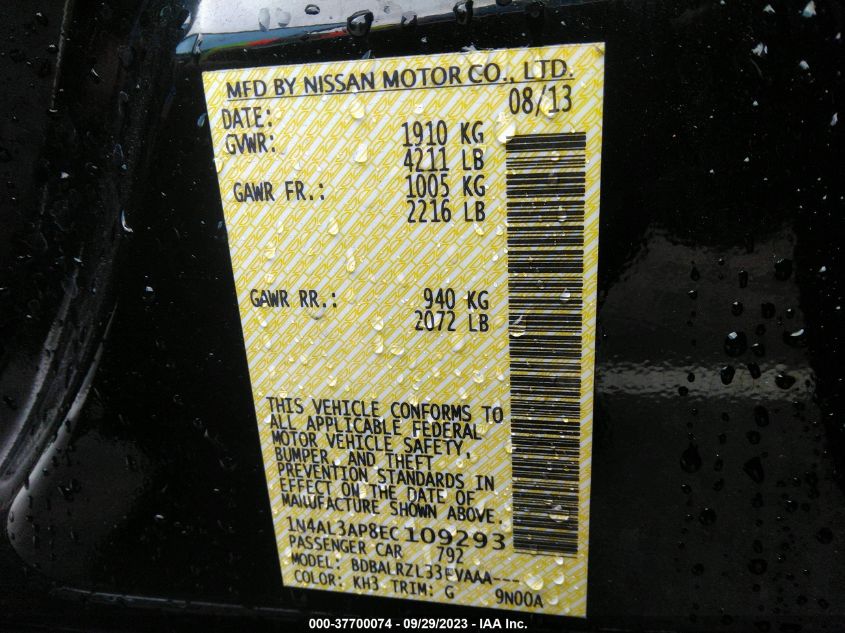 MFD BY NISSAN MOTOR CO., LTD.
DATE: 08/13
GVWR: 1910 KG
4211 LB
GAWR FR.: 1005 KG
2216 LB
GAWR RR.: 940 KG
2072 LB
THIS VEHICLE CONFORMS TO
ALL APPLICABLE FEDERAL
MOTOR VEHICLE SAFETY,
BUMPER, AND THEFT
PREVENTION STANDARDS IN
EFFECT ON THE DATE OF
MANUFACTURE SHOWN ABOVE.
1N4AL3AP8EC109293
PASSENGER CAR 792
MODEL: BDBALRZL33EVAAA---
COLOR: KH3 TRIM: G 9N00A
000-37700074 - 09/29/2023 - IAA Inc.